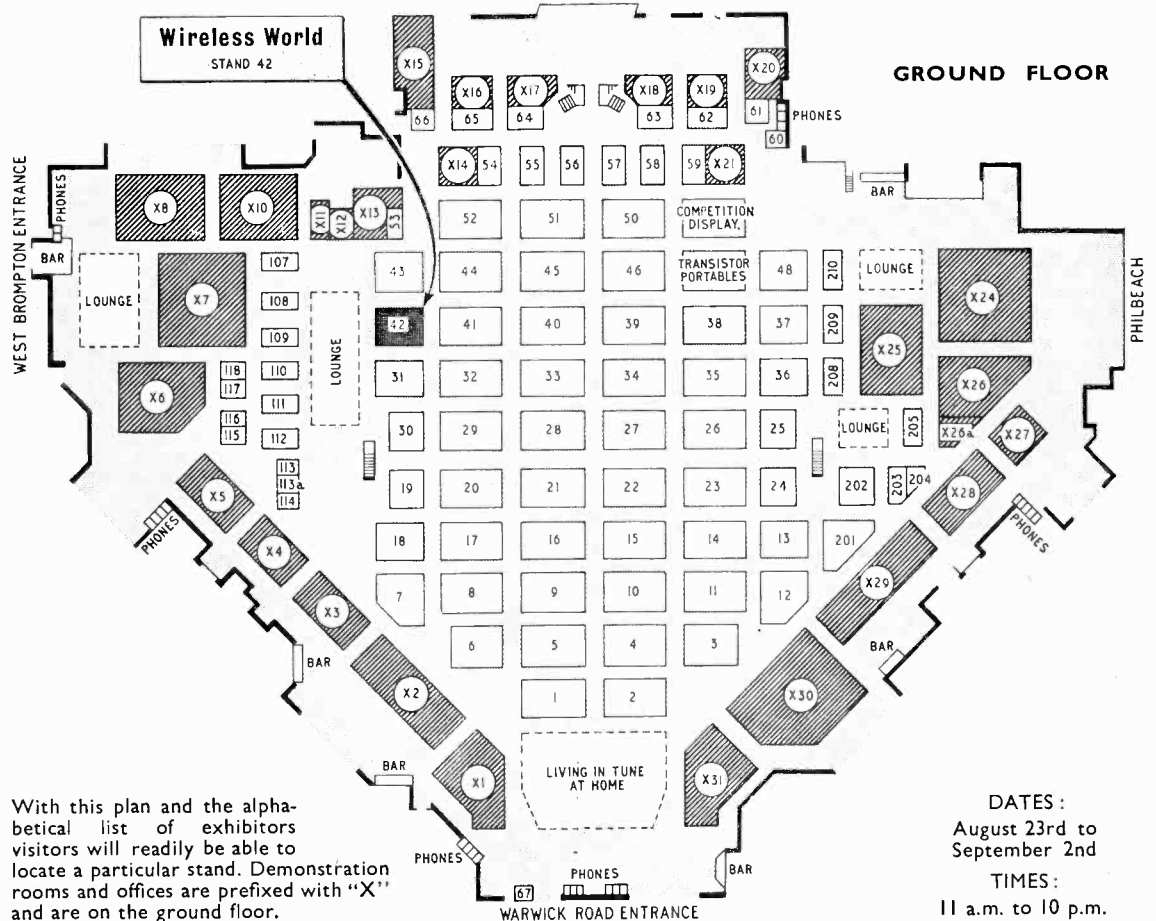 Wireless World
STAND 42
GROUND FLOOR
X15
X20
X16
X17
X18
X19
66
65
64
63
62
61
PHONES
60
X14
54
55
56
57
58
59
X21
BAR
WEST BROMPTON ENTRANCE
PHONES
BAR
X8
X10
X11
X12
X13
53
52
51
50
COMPETITION
DISPLAY.
107
43
44
45
46
TRANSISTOR
PORTABLES
48
210
LOUNGE
X24
PHILBEACH
LOUNGE
X7
108
LOUNGE
42
41
40
39
38
37
209
109
X25
118
110
31
32
33
34
35
36
208
X26
117
X6
111
116
115
112
30
29
28
27
26
25
LOUNGE
205
X26a
X27
113
113a
114
X5
19
20
21
22
23
24
202
203
204
X28
PHONES
PHONES
X4
18
17
16
15
14
13
201
X3
7
8
9
10
11
12
X29
BAR
6
5
4
3
BAR
X2
1
2
X30
BAR
X1
LIVING IN TUNE
AT HOME
X31
PHONES
PHONES
BAR
67
WARWICK ROAD ENTRANCE
With this plan and the alpha-
betical list of exhibitors
visitors will readily be able to
locate a particular stand. Demonstration
rooms and offices are prefixed with "X"
and are on the ground floor.
DATES :
August 23rd to
September 2nd
TIMES :
11 a.m. to 10 p.m.